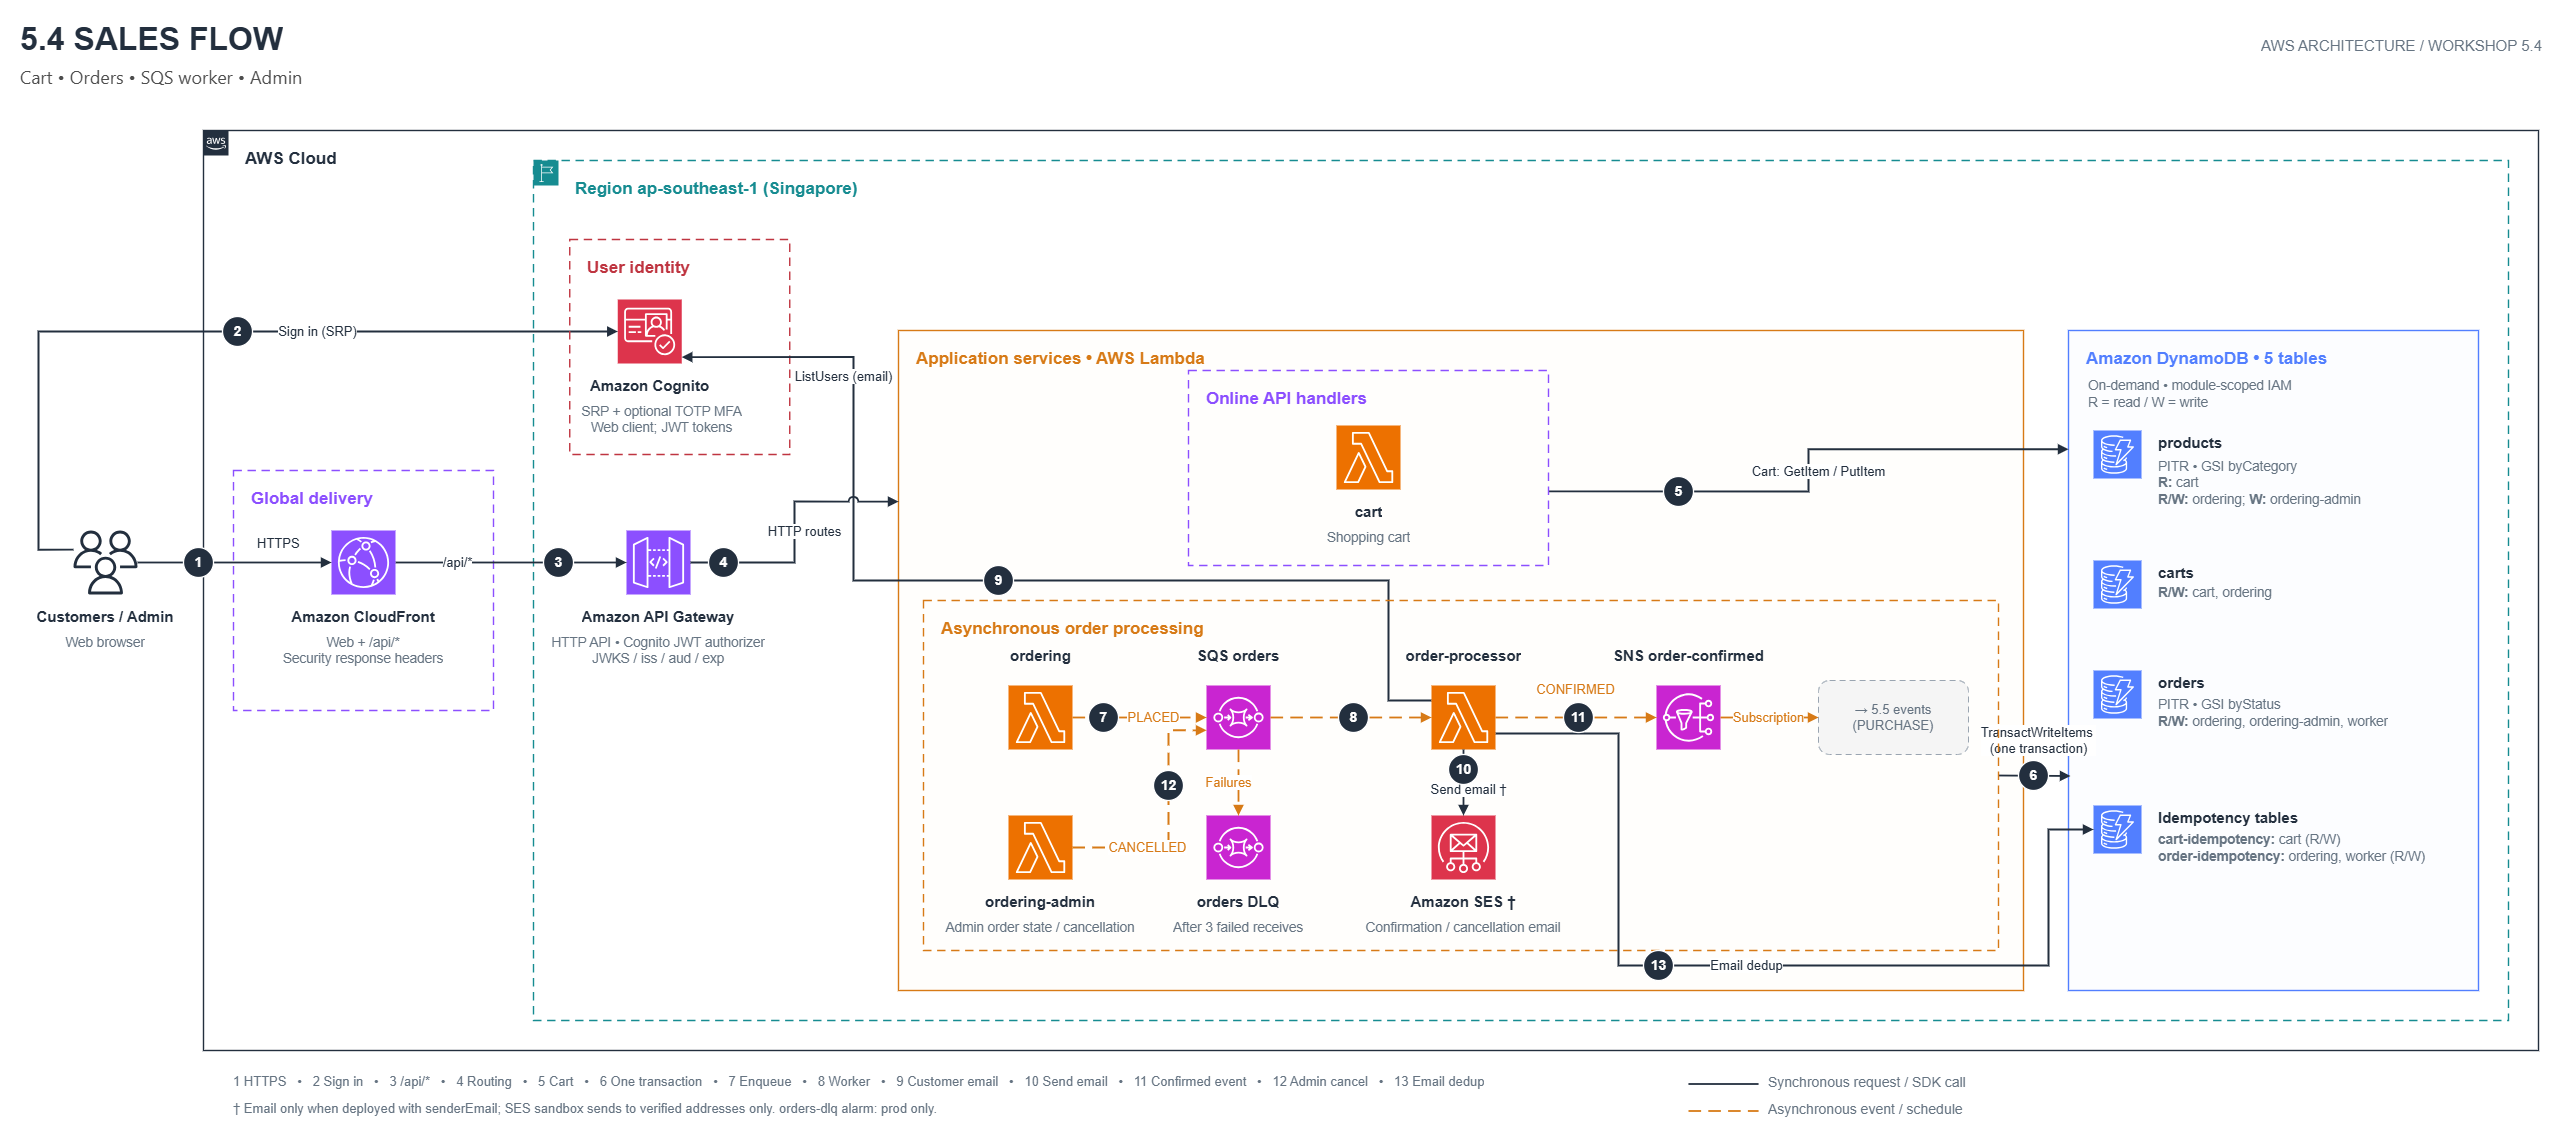 5.4 SALES FLOW
Cart • Orders • SQS worker • Admin
AWS ARCHITECTURE / WORKSHOP 5.4
aws
AWS Cloud
Region ap-southeast-1 (Singapore)
User identity
2
Sign in (SRP)
Amazon Cognito
SRP + optional TOTP MFA
Web client; JWT tokens
ListUsers (email)
Global delivery
Customers / Admin
Web browser
1
HTTPS
Amazon CloudFront
Web + /api/*
Security response headers
/api/*
3
Amazon API Gateway
HTTP API • Cognito JWT authorizer
JWKS / iss / aud / exp
4
HTTP routes
Application services • AWS Lambda
Online API handlers
cart
Shopping cart
5
Cart: GetItem / PutItem
9
Asynchronous order processing
ordering
SQS orders
order-processor
SNS order-confirmed
7
PLACED
8
CONFIRMED
11
Subscription
→ 5.5 events
(PURCHASE)
12
Failures
10
Send email †
CANCELLED
ordering-admin
Admin order state / cancellation
orders DLQ
After 3 failed receives
Amazon SES †
Confirmation / cancellation email
13
Email dedup
TransactWriteItems
(one transaction)
6
Amazon DynamoDB • 5 tables
On-demand • module-scoped IAM
R = read / W = write
products
PITR • GSI byCategory
R: cart
R/W: ordering; W: ordering-admin
carts
R/W: cart, ordering
orders
PITR • GSI byStatus
R/W: ordering, ordering-admin, worker
Idempotency tables
cart-idempotency: cart (R/W)
order-idempotency: ordering, worker (R/W)
1 HTTPS • 2 Sign in • 3 /api/* • 4 Routing • 5 Cart • 6 One transaction • 7 Enqueue • 8 Worker • 9 Customer email • 10 Send email • 11 Confirmed event • 12 Admin cancel • 13 Email dedup
† Email only when deployed with senderEmail; SES sandbox sends to verified addresses only. orders-dlq alarm: prod only.
Synchronous request / SDK call
Asynchronous event / schedule